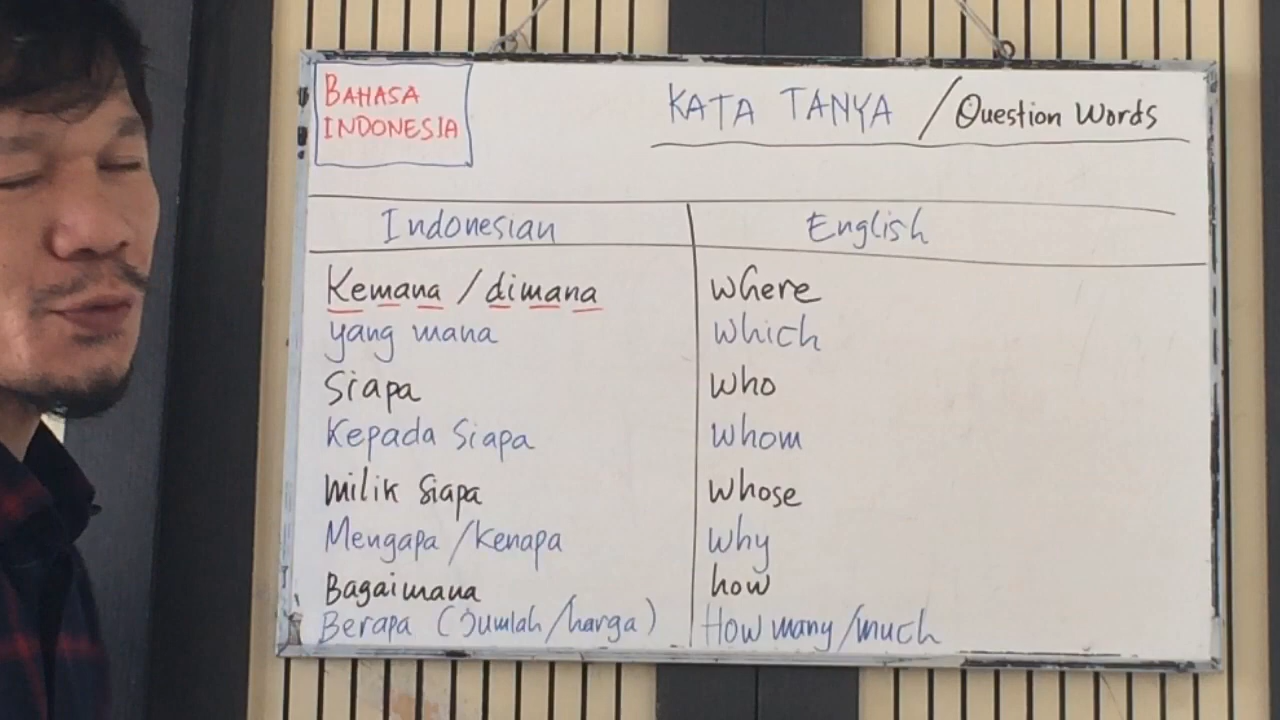 BAHASA
INDONESIA
KATA TANYA / Question Words
Indonesian English
Kemana / dimana where
yang mana which
Siapa who
Kepada Siapa whom
milik Siapa whose
Mengapa / Kenapa why
Bagaimana how
Berapa (Jumlah/harga) How many/much